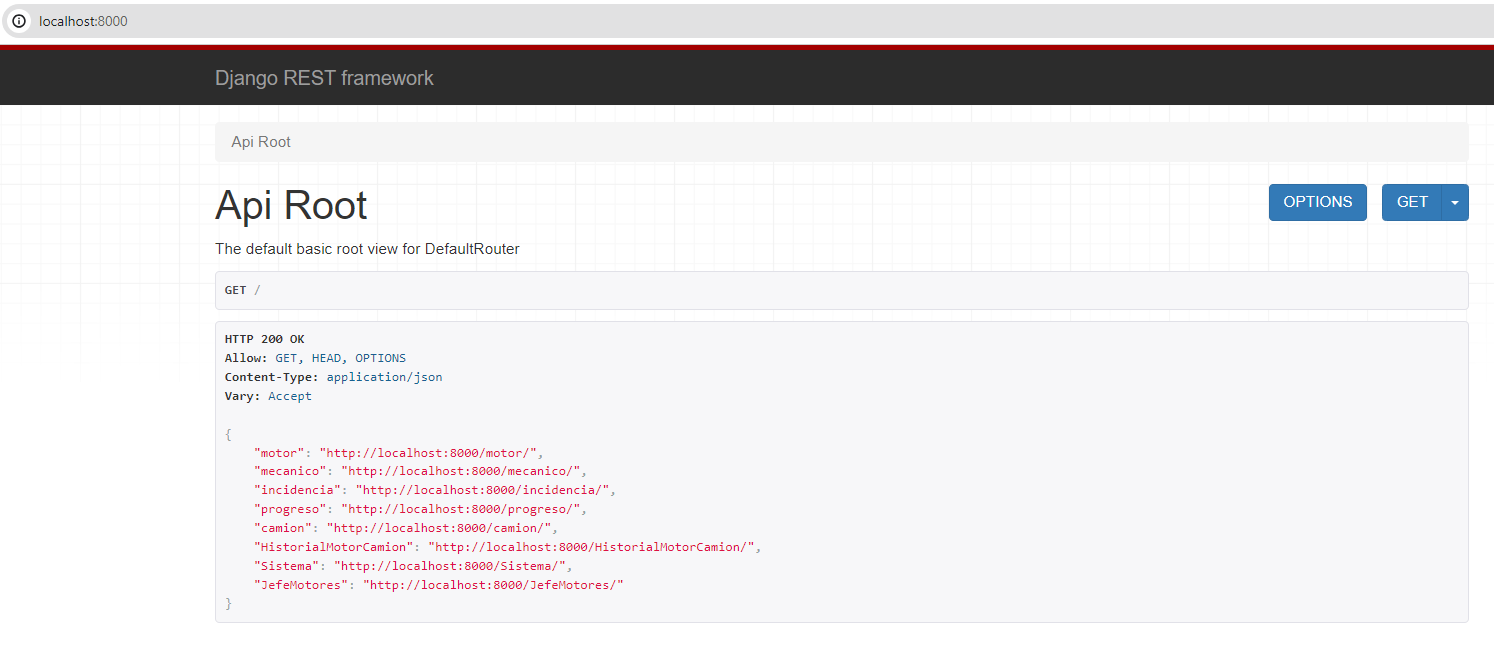 localhost:8000
Django REST framework
Api Root
Api Root
OPTIONS
GET
The default basic root view for DefaultRouter
GET /
HTTP 200 OK
Allow: GET, HEAD, OPTIONS
Content-Type: application/json
Vary: Accept
{
    "motor": "http://localhost:8000/motor/",
    "mecanico": "http://localhost:8000/mecanico/",
    "incidencia": "http://localhost:8000/incidencia/",
    "progreso": "http://localhost:8000/progreso/",
    "camion": "http://localhost:8000/camion/",
    "HistorialMotorCamion": "http://localhost:8000/HistorialMotorCamion/",
    "Sistema": "http://localhost:8000/Sistema/",
    "JefeMotores": "http://localhost:8000/JefeMotores/"
}